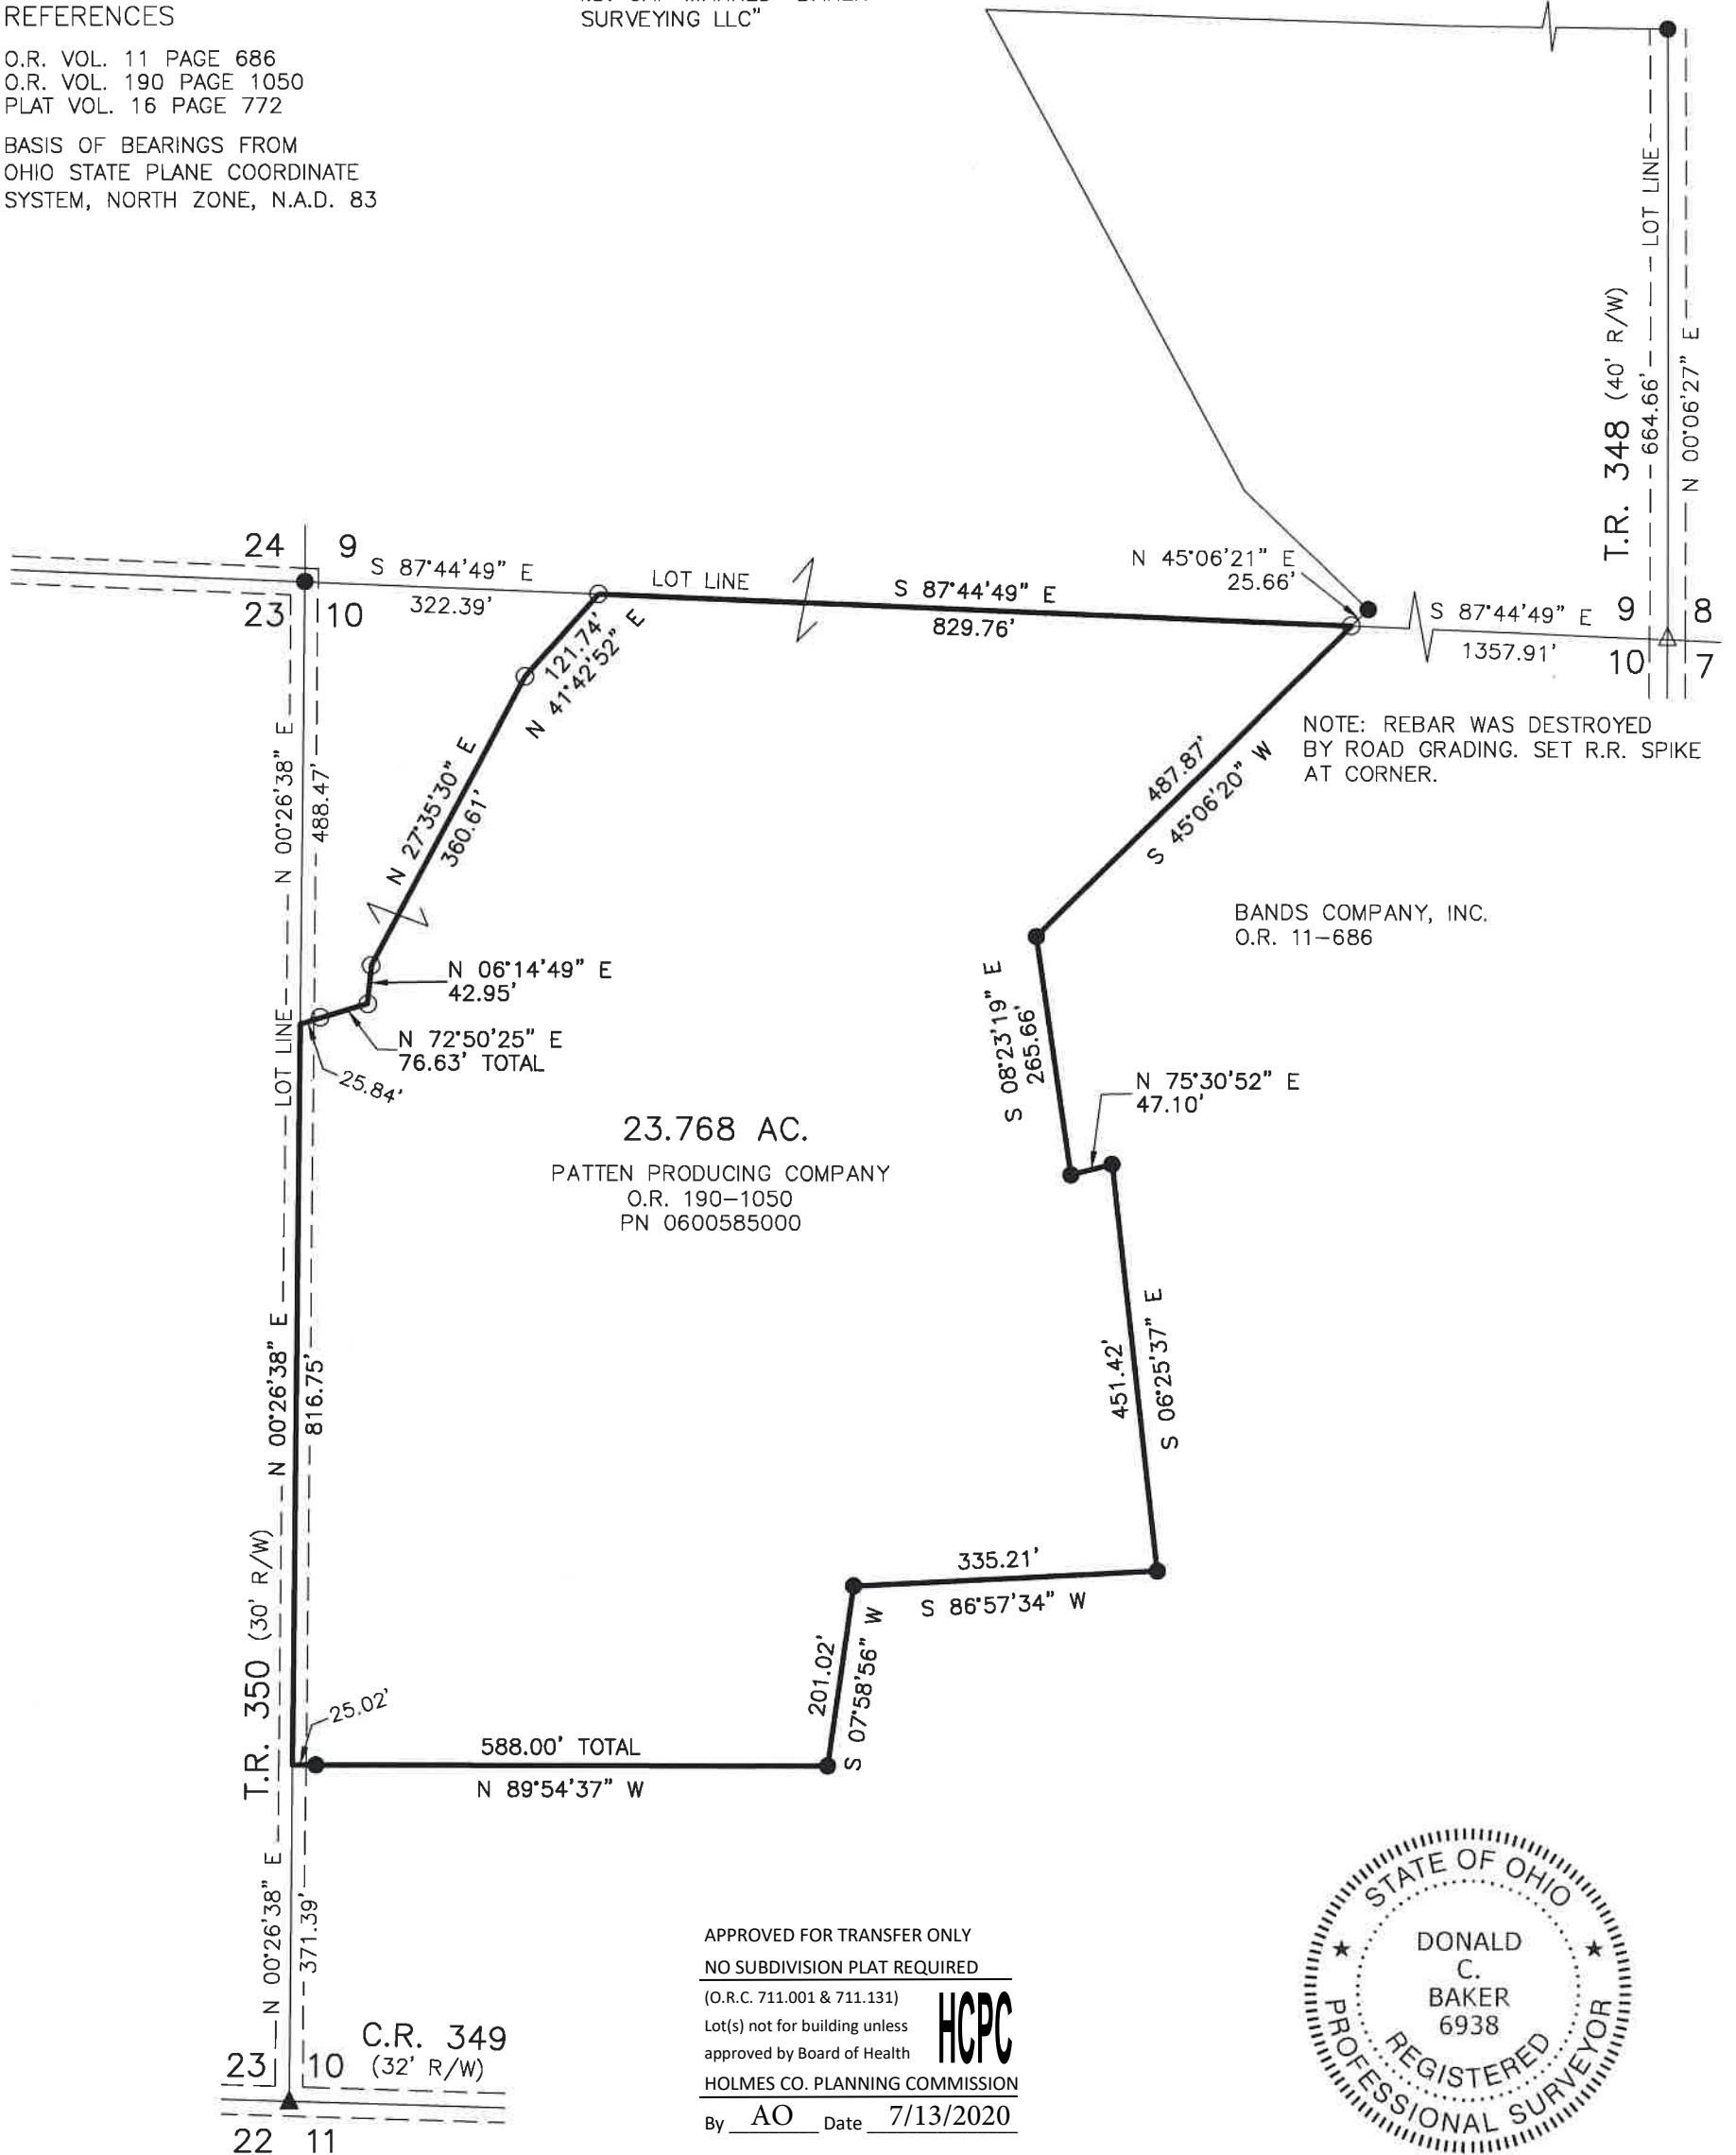 REFERENCES
O.R. VOL. 11 PAGE 686
O.R. VOL. 190 PAGE 1050
PLAT VOL. 16 PAGE 772
BASIS OF BEARINGS FROM
OHIO STATE PLANE COORDINATE
SYSTEM, NORTH ZONE, N.A.D. 83
SURVEYING LLC"
LOT LINE
T.R. 348 (40' R/W)
664.66'
N 00°06'27" E
24
9
23
10
S 87°44'49" E
322.39'
LOT LINE
S 87°44'49" E
829.76'
N 45°06'21" E
25.66'
S 87°44'49" E
1357.91'
9
8
10
7
NOTE: REBAR WAS DESTROYED
BY ROAD GRADING. SET R.R. SPIKE
AT CORNER.
121.74'
N 41°42'52" E
N 27°35'30" E
360.61'
N 00°26'38" E
488.47'
487.87'
S 45°06'20" W
BANDS COMPANY, INC.
O.R. 11-686
N 06°14'49" E
42.95'
N 72°50'25" E
76.63' TOTAL
25.84'
LOT LINE
S 08°23'19" E
265.66'
N 75°30'52" E
47.10'
23.768 AC.
PATTEN PRODUCING COMPANY
O.R. 190-1050
PN 0600585000
N 00°26'38" E
816.75'
451.42'
S 06°25'37" E
335.21'
S 86°57'34" W
201.02'
S 07°58'56" W
T.R. 350 (30' R/W)
25.02'
588.00' TOTAL
N 89°54'37" W
N 00°26'38" E
371.39'
C.R. 349
(32' R/W)
23
10
22
11
APPROVED FOR TRANSFER ONLY
NO SUBDIVISION PLAT REQUIRED
(O.R.C. 711.001 & 711.131)
Lot(s) not for building unless
approved by Board of Health
HCPC
HOLMES CO. PLANNING COMMISSION
By AO Date 7/13/2020
STATE OF OHIO
DONALD
C.
BAKER
6938
REGISTERED
PROFESSIONAL SURVEYOR